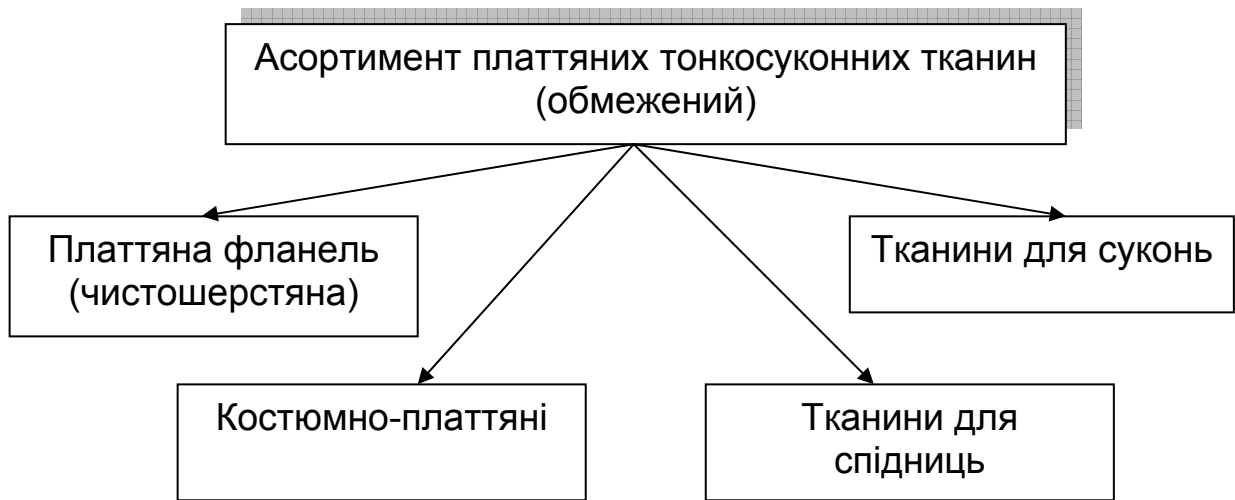 Асортимент платтяних тонкосуконних тканин
(обмежений)
Платтяна фланель
(чистошерстяна)
Тканини для суконь
Костюмно-платтяні
Тканини для
спідниць